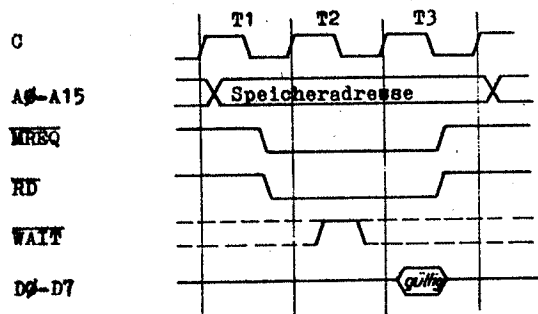 T1 T2 T3
C
AØ-A15 Speicheradresse
MREQ
RD
WAIT
DØ-D7 gültig